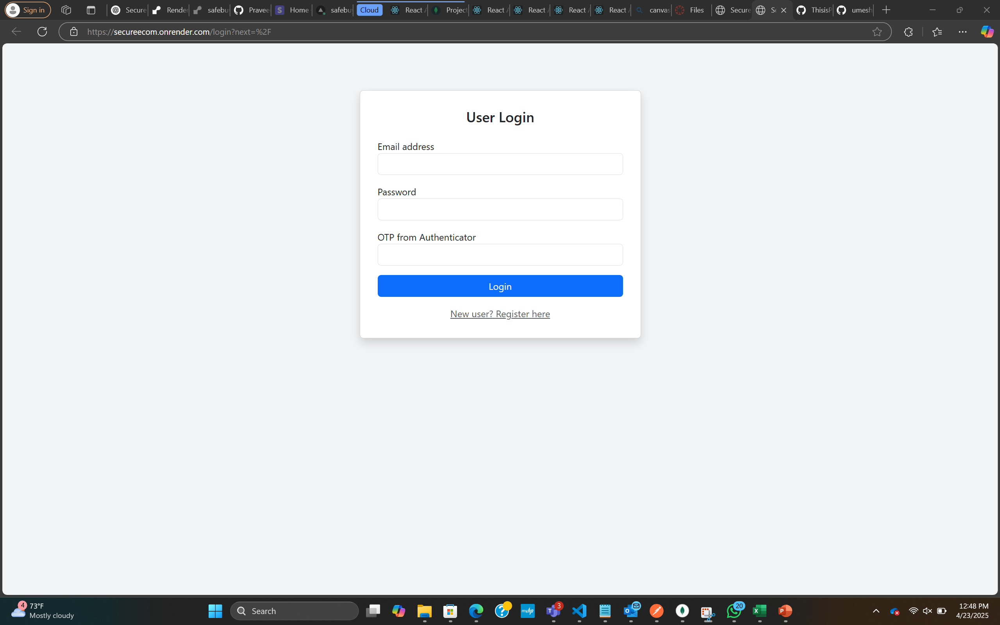 Sign in
Secure
Render
safebu
Pravee
Home
safebu
Cloud
React
Project
React
React
React
React
canvas
Files
Secure
Se
ThisisP
umesh
https://secureecom.onrender.com/login?next=%2F
User Login
Email address
Password
OTP from Authenticator
Login
New user? Register here
4
73°F
Mostly cloudy
Search
myhp
3
20
12:48 PM
4/23/2025